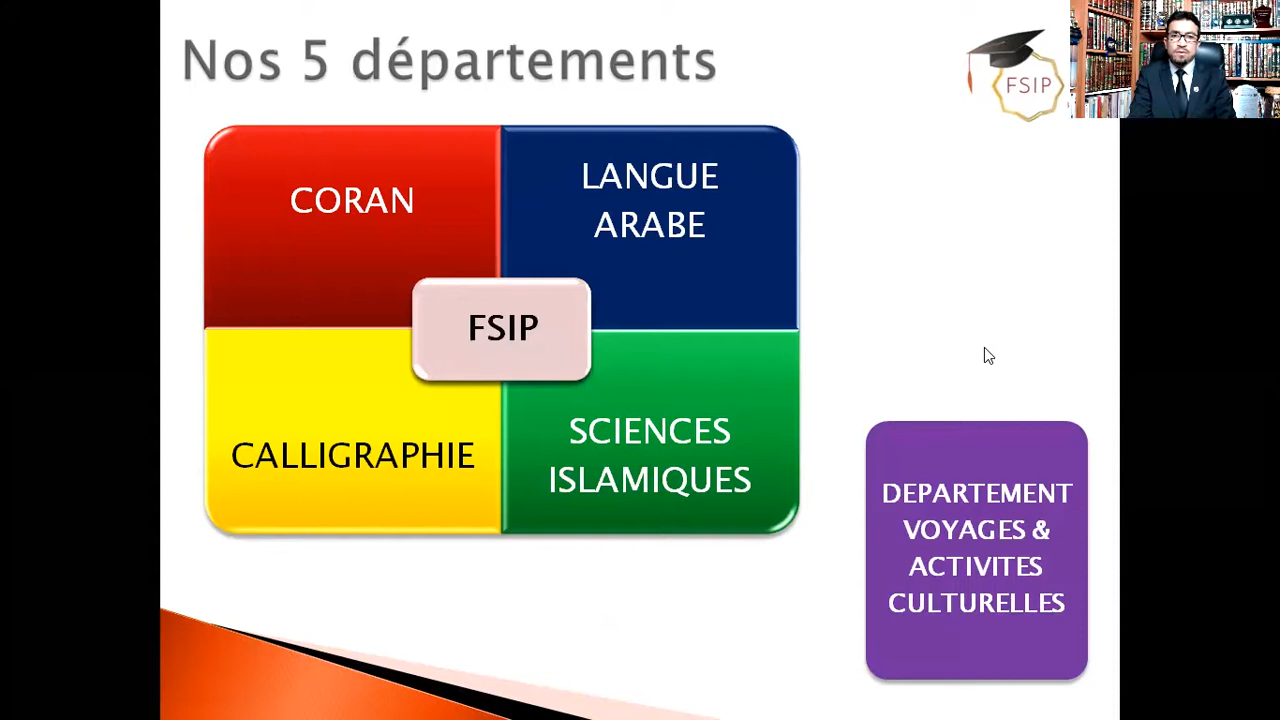 Nos 5 départements
FSIP
CORAN
LANGUE
ARABE
FSIP
CALLIGRAPHIE
SCIENCES
ISLAMIQUES
DEPARTEMENT
VOYAGES &
ACTIVITES
CULTURELLES